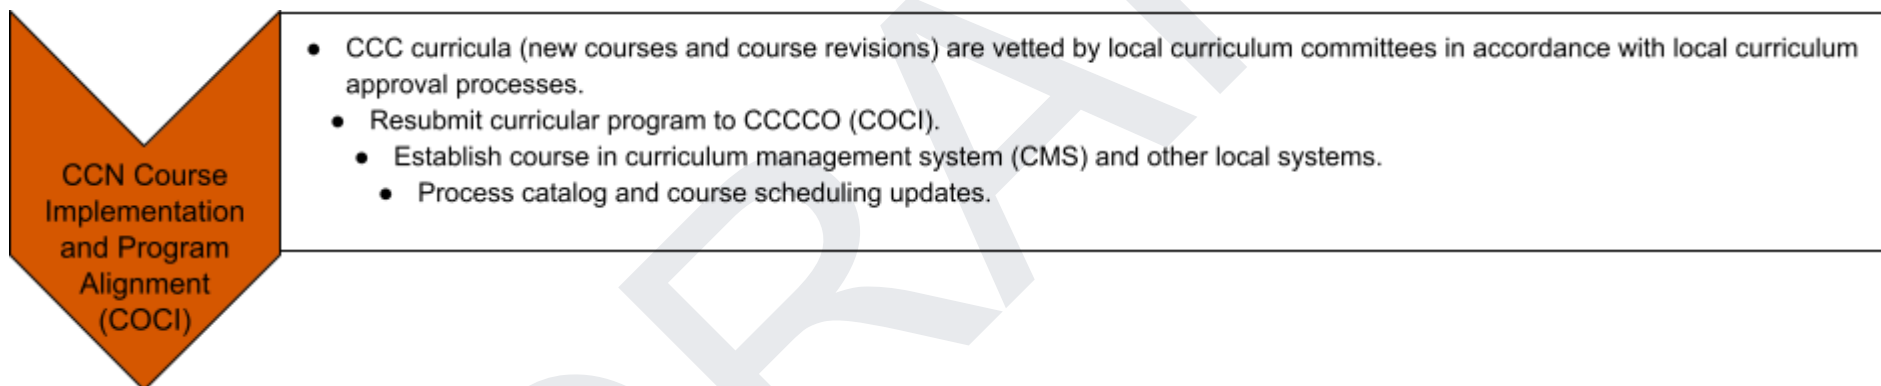 CCN Course
Implementation
and Program
Alignment
(COCI)
● CCC curricula (new courses and course revisions) are vetted by local curriculum committees in accordance with local curriculum
approval processes.
● Resubmit curricular program to CCCCO (COCI).
● Establish course in curriculum management system (CMS) and other local systems.
● Process catalog and course scheduling updates.